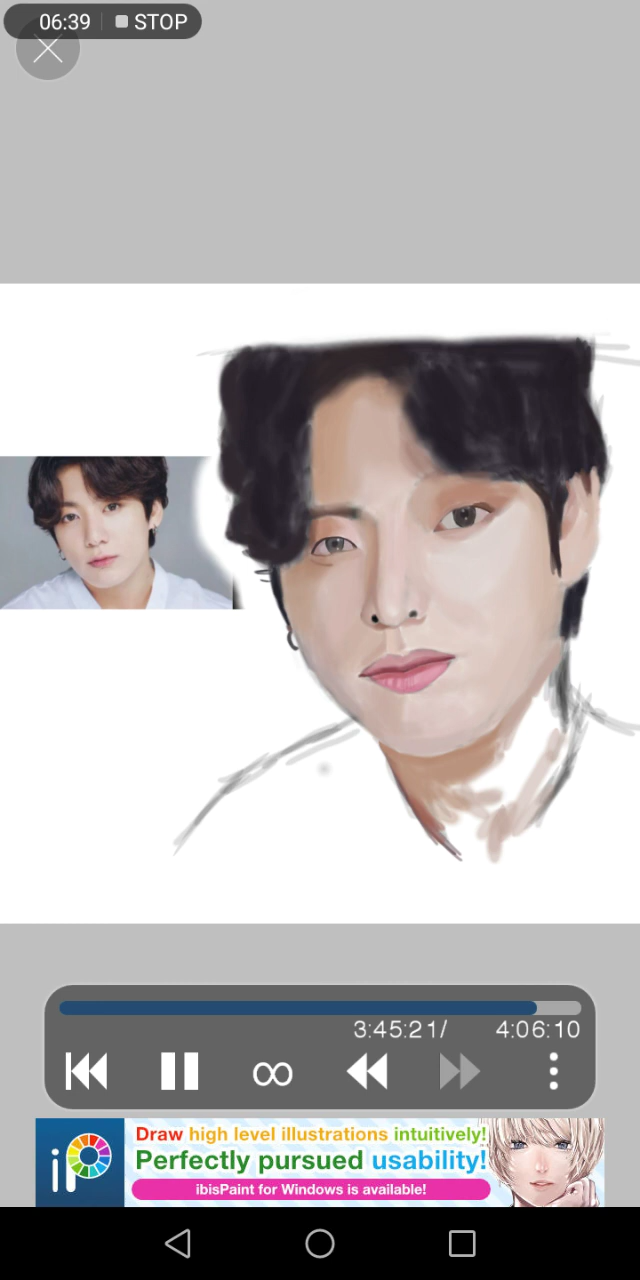 06:39 STOP
3:45:21/ 4:06:10
iP
Draw high level illustrations intuitively!
Perfectly pursued usability!
ibisPaint for Windows is available!